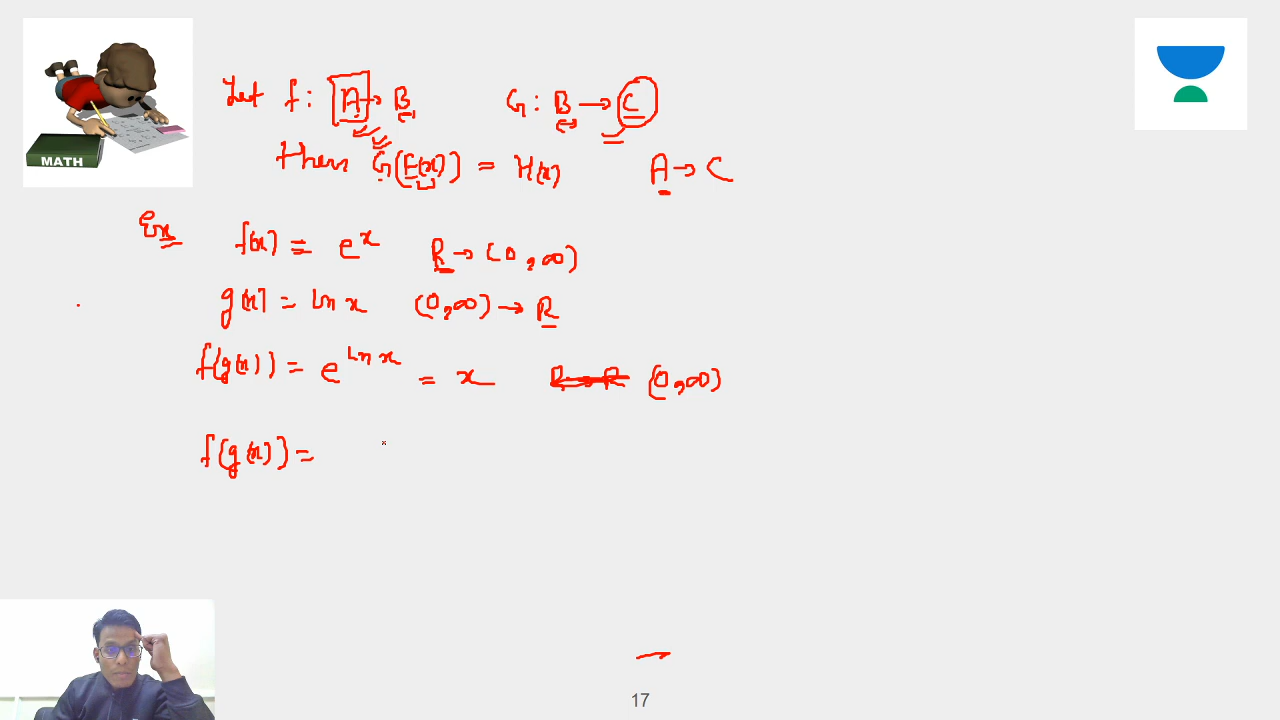 MATH
Let f: A → B G : B → C
then G(F(x)) = H(x) A → C
Ex f(x) = e^x R → (0,∞)
g(x) = ln x (0,∞) → R
f(g(x)) = e^ln x = x (0,∞)
f(g(x)) =
17